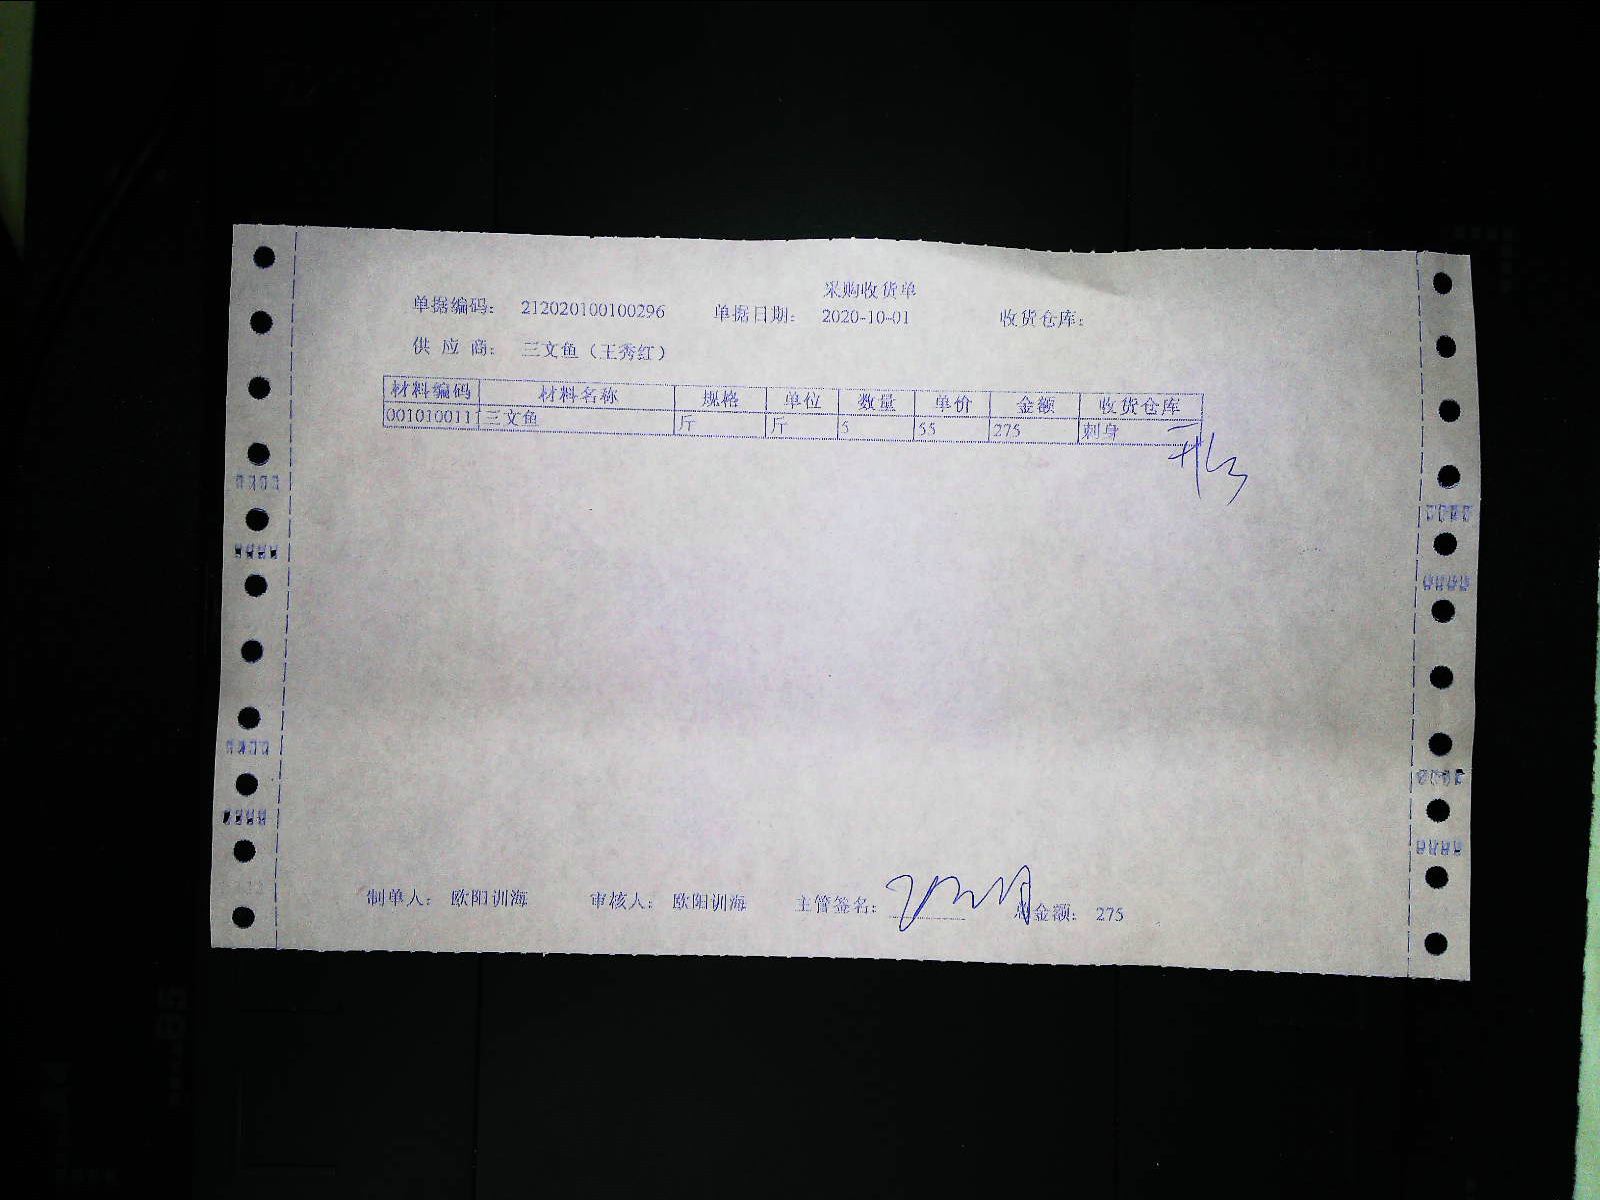 采购收货单
单据编码： 212020100100296 单据日期： 2020-10-01 收货仓库：
供 应 商： 三文鱼（王秀红）
材料编码 材料名称 规格 单位 数量 单价 金额 收货仓库
001010011 三文鱼 斤 斤 5 55 275 刺身
制单人： 欧阳训海 审核人： 欧阳训海 主管签名： 总金额： 275